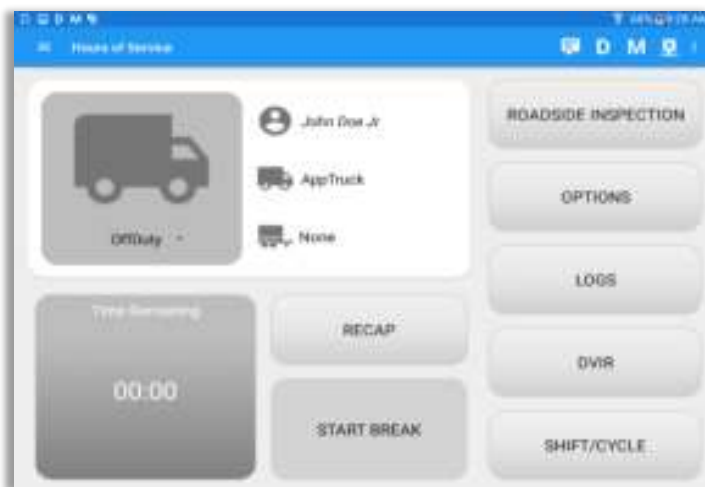 Hours of Service
D M
John Doe Jr
AppTruck
OffDuty
None
Time Remaining
00:00
RECAP
START BREAK
ROADSIDE INSPECTION
OPTIONS
LOGS
DVIR
SHIFT/CYCLE